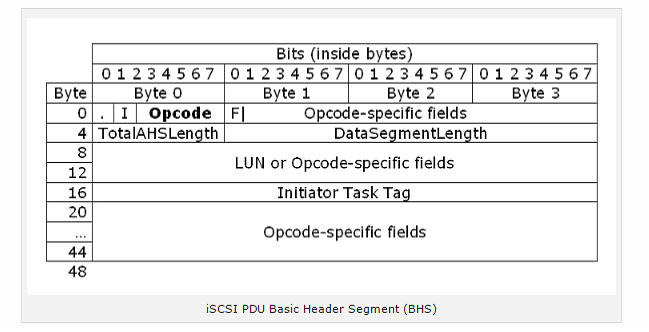 Bits (inside bytes)
0 1 2 3 4 5 6 7 0 1 2 3 4 5 6 7 0 1 2 3 4 5 6 7 0 1 2 3 4 5 6 7
Byte Byte 0 Byte 1 Byte 2 Byte 3
0 . I Opcode F Opcode-specific fields
4 TotalAHSLength DataSegmentLength
8
LUN or Opcode-specific fields
12
16 Initiator Task Tag
20
... Opcode-specific fields
44
48
iSCSI PDU Basic Header Segment (BHS)